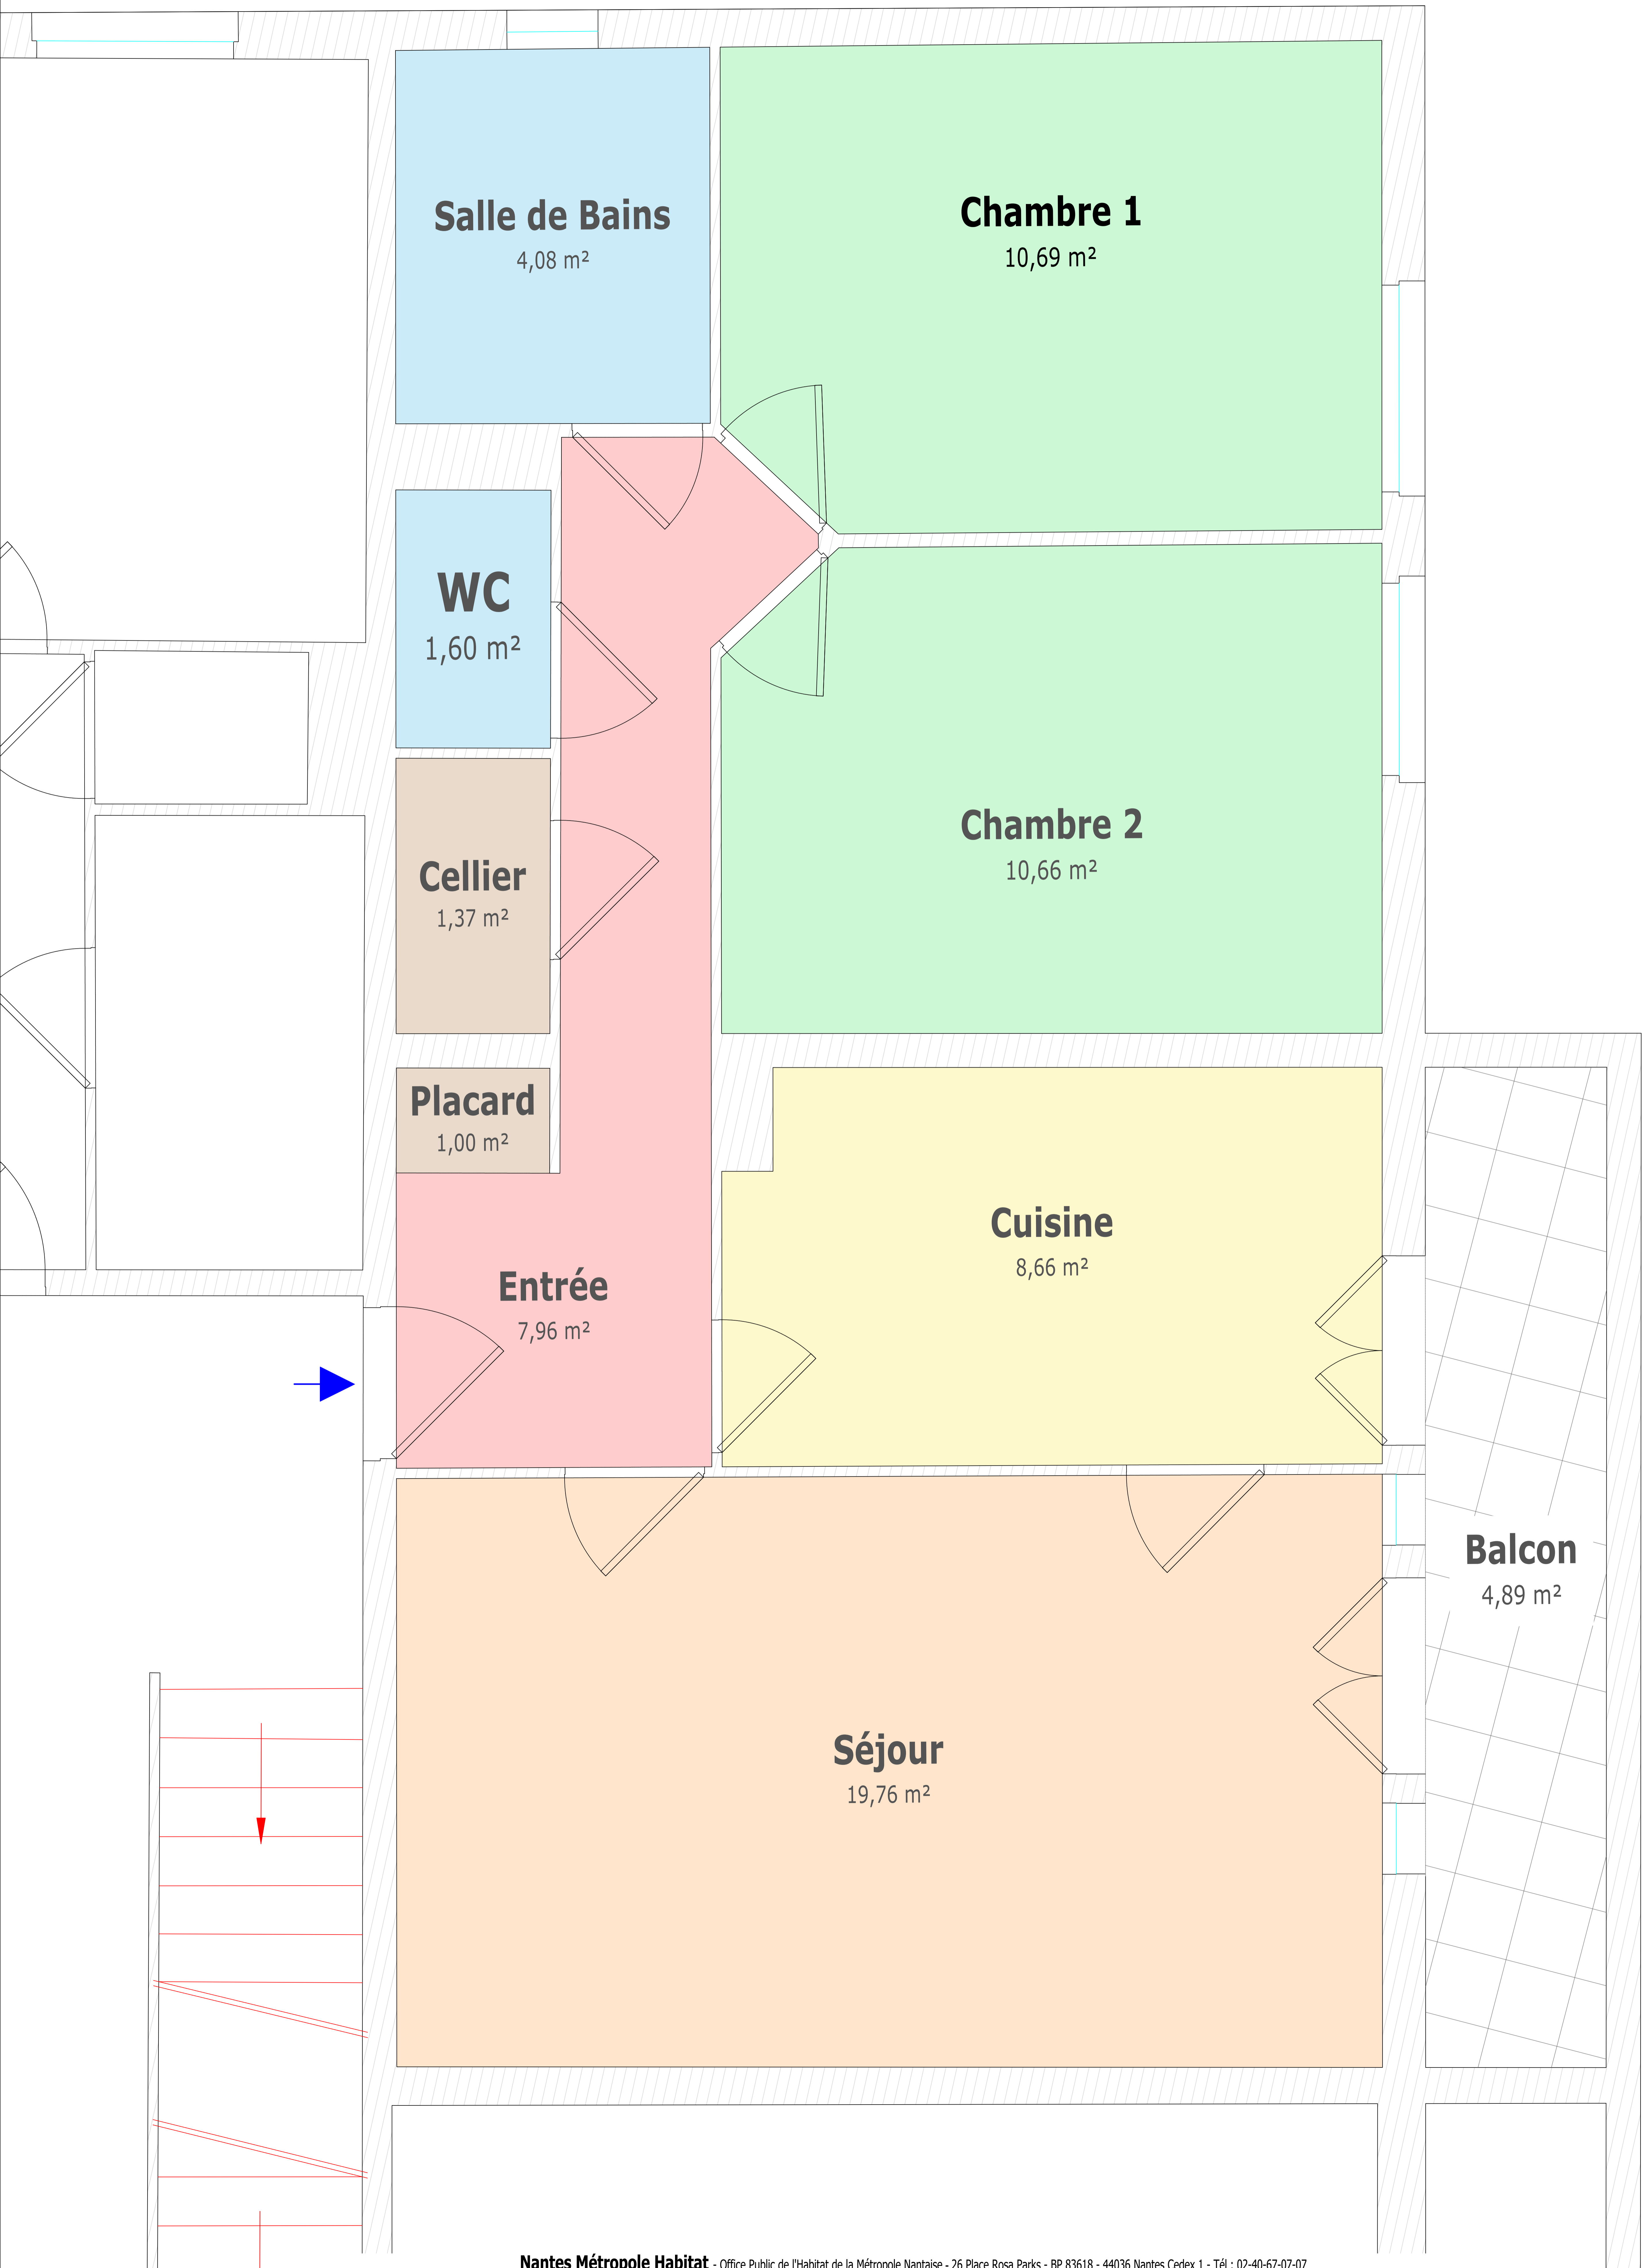 Salle de Bains
4,08 m²
Chambre 1
10,69 m²
WC
1,60 m²
Chambre 2
10,66 m²
Cellier
1,37 m²
Placard
1,00 m²
Cuisine
8,66 m²
Entrée
7,96 m²
Balcon
4,89 m²
Séjour
19,76 m²
Nantes Métropole Habitat - Office Public de l'Habitat de la Métropole Nantaise - 26 Place Rosa Parks - BP 83618 - 44036 Nantes Cedex 1 - Tél : 02-40-67-07-07